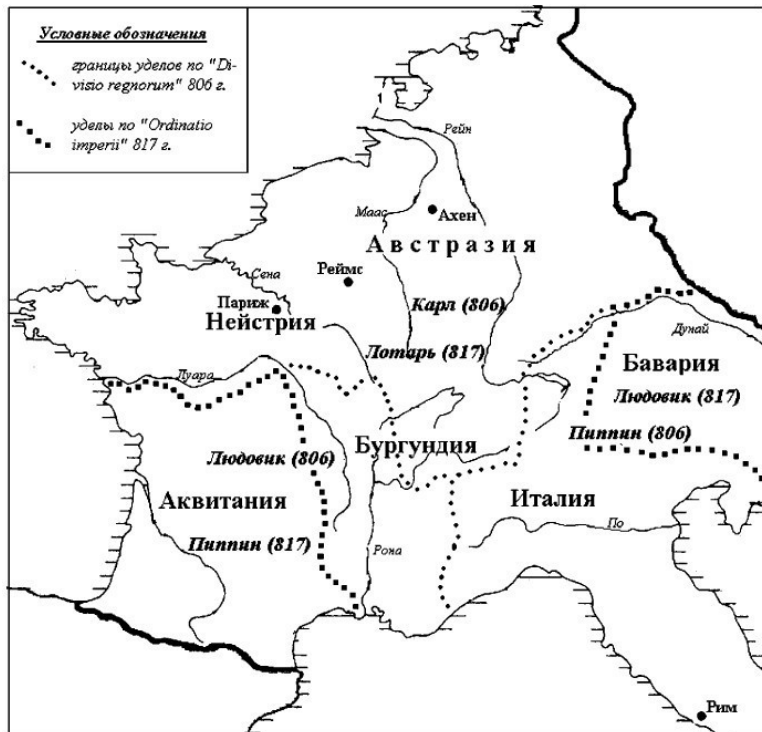 Условные обозначения
границы уделов по "Di-
visio regnorum" 806 г.
уделы по "Ordinatio
imperii" 817 г.
Рейн
Маас
Ахен
Австразия
Сена
Реймс
Париж
Карл (806)
Нейстрия
Дунай
Лотарь (817)
Бавария
Луара
Людовик (817)
Пиппин (806)
Бургундия
Людовик (806)
Аквитания
Италия
По
Пиппин (817)
Рона
Рим